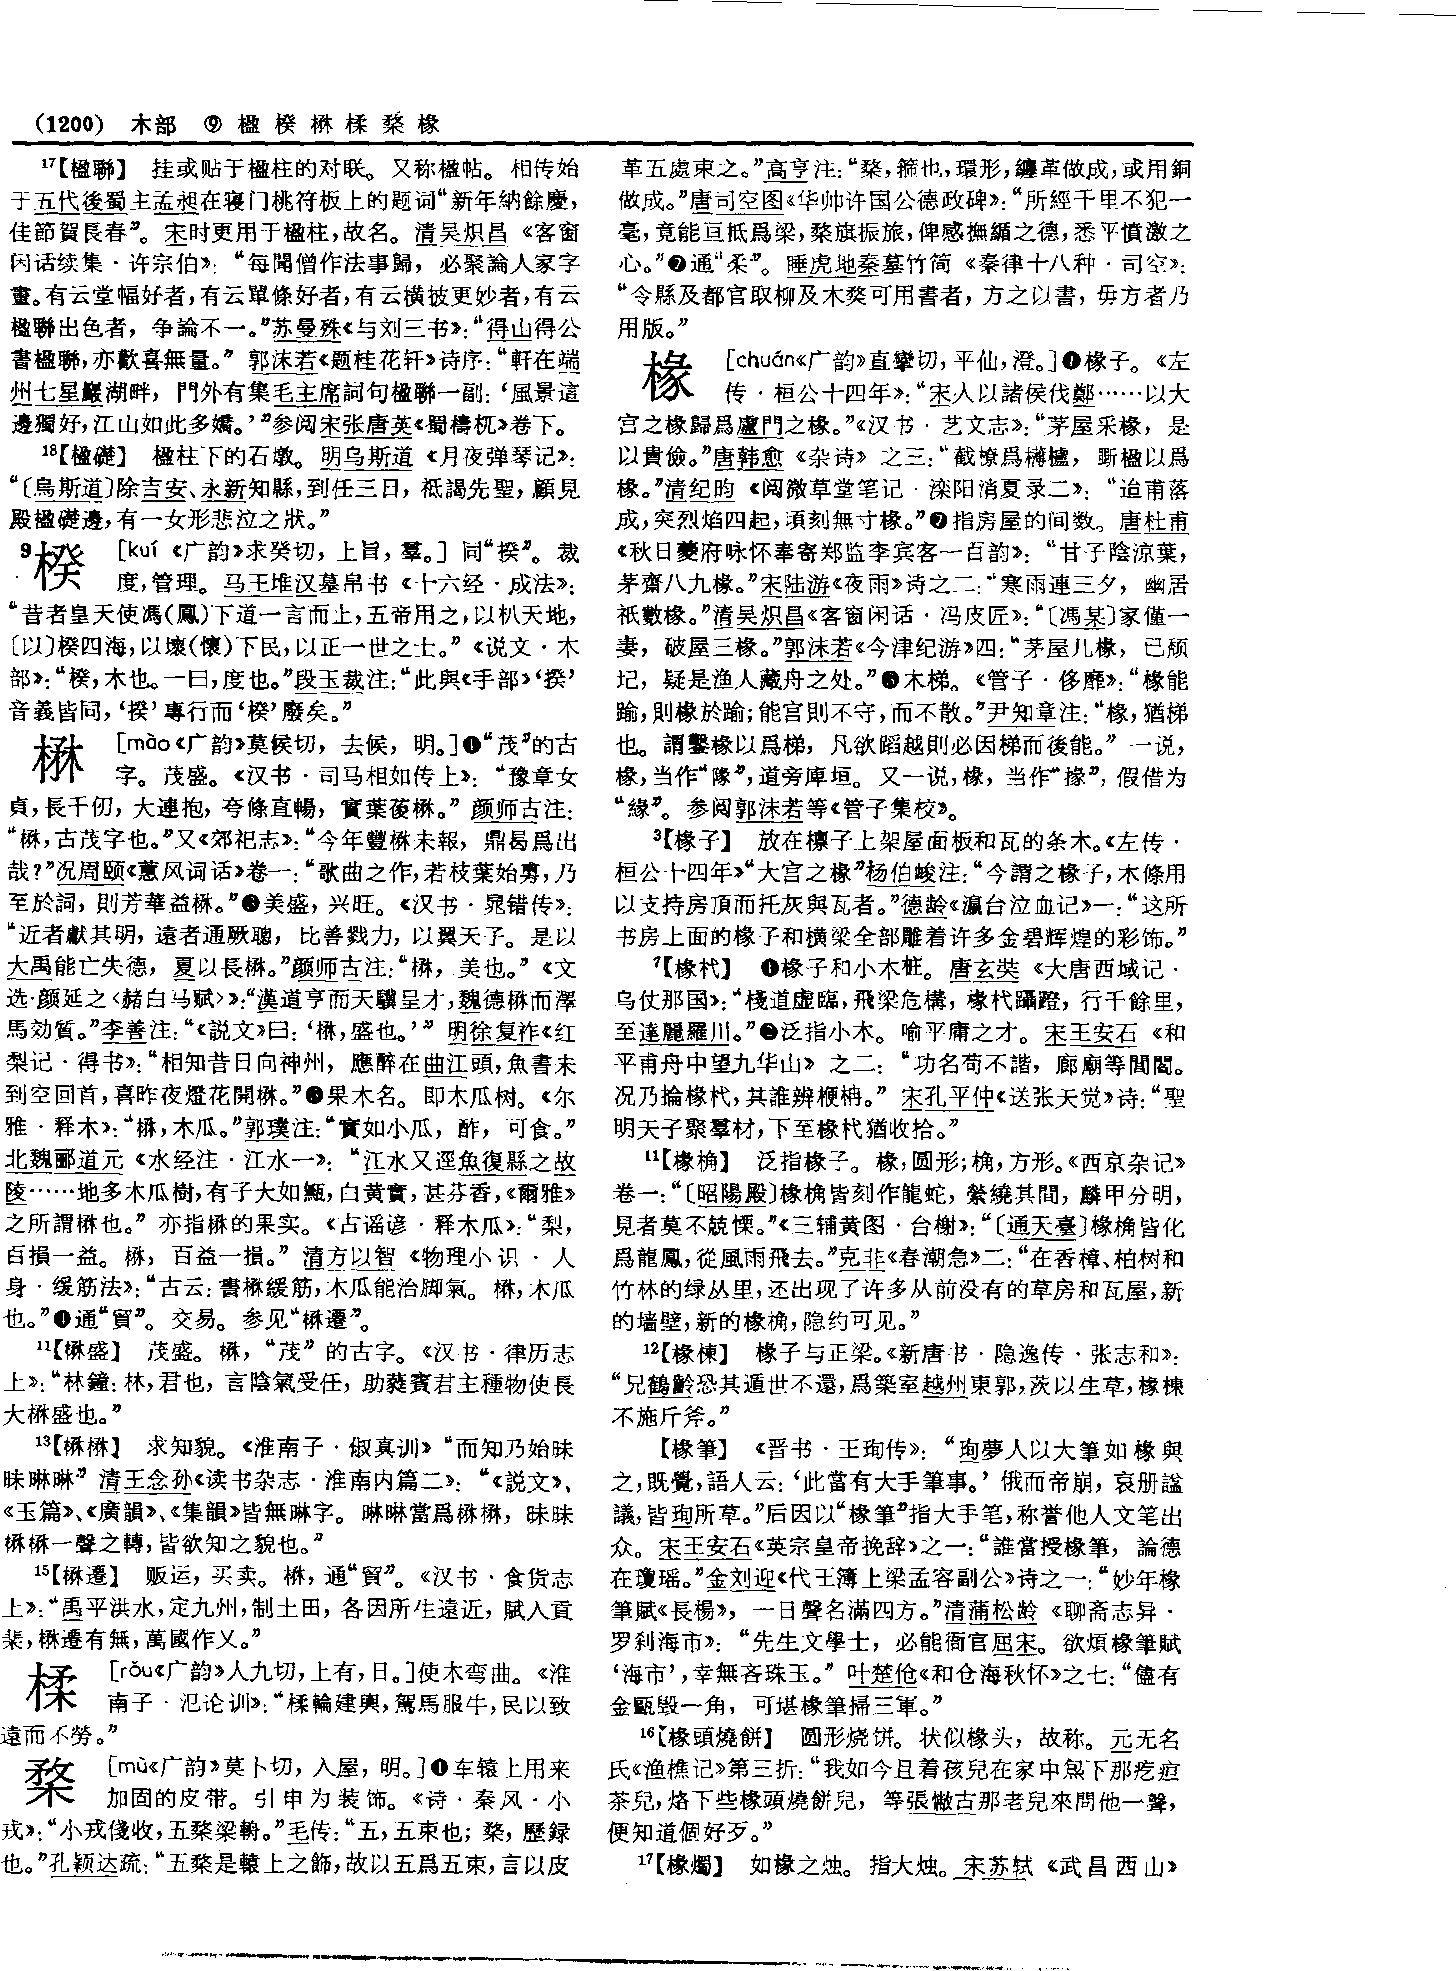 (1200) 木部 ⑨ 楹楑楙楺楘椽
17【楹聯】 挂或贴于楹柱的对联。又称楹帖。相传始
于五代後蜀主孟昶在寝门桃符板上的题词“新年納餘慶，
佳節賀長春”。宋时更用于楹柱，故名。清吴炽昌《客窗
闲话续集·许宗伯》：“每聞僧作法事歸，必聚論人家字
畫。有云堂幅好者，有云單條好者，有云橫披更妙者，有云
楹聯出色者，争論不一。”苏曼殊《与刘三书》：“得山得公
書楹聯，亦歡喜無量。”郭沫若《题桂花轩》诗序：“軒在端
州七星巖湖畔，門外有集毛主席詞句楹聯一副：‘風景這
邊獨好，江山如此多嬌。’”参阅宋张唐英《蜀檮杌》卷下。
18【楹礎】 楹柱下的石墩。明乌斯道《月夜弹琴记》：
“〔烏斯道〕除吉安、永新知縣，到任三日，祗謁先聖，顧見
殿楹礎邊，有一女形悲泣之狀。”
9楑 [kuí《广韵》求癸切，上旨，羣。]同“揆”。裁
度，管理。马王堆汉墓帛书《十六经·成法》：
“昔者皇天使馮(鳳)下道一言而上，五帝用之，以朳天地，
〔以〕楑四海，以壞(懷)下民，以正一世之士。”《说文·木
部》：“楑，木也。一曰，度也。”段玉裁注：“此與《手部》‘揆’
音義皆同，‘揆’專行而‘楑’廢矣。”
楙 [mào《广韵》莫侯切，去候，明。]❶“茂”的古
字。茂盛。《汉书·司马相如传上》：“豫章女
貞，長千仞，大連抱，夸條直暢，實葉葰楙。”颜师古注：
“楙，古茂字也。”又《郊祀志》：“今年豐楙未報，鼎曷爲出
哉？”况周颐《蕙风词话》卷一：“歌曲之作，若枝葉始旉，乃
至於詞，則芳華益楙。”❷美盛，兴旺。《汉书·晁错传》：
“近者獻其明，遠者通厥聰，比善戮力，以翼天子。是以
大禹能亡失德，夏以長楙。”颜师古注：“楙，美也。”《文
选·颜延之〈赭白马赋〉》：“漢道亨而天驥呈才，魏德楙而澤
馬効質。”李善注：“《説文》曰：‘楙，盛也。’”明徐复祚《红
梨记·得书》：“相知昔日向神州，應醉在曲江頭，魚書未
到空回首，喜昨夜燈花開楙。”❸果木名。即木瓜树。《尔
雅·释木》：“楙，木瓜。”郭璞注：“實如小瓜，酢，可食。”
北魏郦道元《水经注·江水一》：“江水又逕魚復縣之故
陵……地多木瓜樹，有子大如甒，白黄實，甚芬香，《爾雅》
之所謂楙也。”亦指楙的果实。《占谣谚·释木瓜》：“梨，
百損一益。楙，百益一損。”清方以智《物理小识·人
身·缓筋法》：“古云：書楙缓筋，木瓜能治脚氣。楙，木瓜
也。”❹通“貿”。交易。参见“楙遷”。
11【楙盛】 茂盛。楙，“茂”的古字。《汉书·律历志
上》：“林鐘：林，君也，言陰氣受任，助蕤賓君主種物使長
大楙盛也。”
13【楙楙】 求知貌。《淮南子·俶真训》“而知乃始昧
昧㖼㖼”清王念孙《读书杂志·淮南内篇二》：“《説文》、
《玉篇》、《廣韻》、《集韻》皆無㖼字。㖼㖼當爲楙楙，昧昧
楙楙一聲之轉，皆欲知之貌也。”
15【楙遷】 贩运，买卖。楙，通“貿”。《汉书·食货志
上》：“禹平洪水，定九州，制土田，各因所生遠近，賦入貢
棐，楙遷有無，萬國作乂。”
楺 [rǒu《广韵》人九切，上有，日。]使木弯曲。《淮
南子·氾论训》：“楺輪建輿，駕馬服牛，民以致
遠而不勞。”
楘 [mù《广韵》莫卜切，入屋，明。]❶车辕上用来
加固的皮带。引申为装饰。《诗·秦风·小
戎》：“小戎俴收，五楘梁輈。”毛传：“五，五束也；楘，歷録
也。”孔颖达疏：“五楘是轅上之飾，故以五爲五束，言以皮
革五處束之。”高亨注：“楘，箍也，環形，纏革做成，或用銅
做成。”唐司空图《华帅许国公德政碑》：“所經千里不犯一
毫，竟能亘抵爲梁，楘旗振旅，俾感撫緬之德，悉平憤激之
心。”❷通“柔”。睡虎地秦墓竹简《秦律十八种·司空》：
“令縣及都官取柳及木楘可用書者，方之以書，毋方者乃
用版。”
椽 [chuán《广韵》直攣切，平仙，澄。]❶椽子。《左
传·桓公十四年》：“宋人以諸侯伐鄭……以大
宫之椽歸爲盧門之椽。”《汉书·艺文志》：“茅屋采椽，是
以貴儉。”唐韩愈《杂诗》之三：“截橑爲欂櫨，斲楹以爲
椽。”清纪昀《阅微草堂笔记·滦阳消夏录二》：“迨甫落
成，突烈焰四起，頃刻無寸椽。”❷指房屋的间数。唐杜甫
《秋日夔府咏怀奉寄郑监李宾客一百韵》：“甘子陰涼葉，
茅齋八九椽。”宋陆游《夜雨》诗之二：“寒雨連三夕，幽居
祇數椽。”清吴炽昌《客窗闲话·冯皮匠》：“〔馮某〕家僅一
妻，破屋三椽。”郭沫若《今津纪游》四：“茅屋几椽，已颓
圮，疑是渔人藏舟之处。”❸木梯。《管子·侈靡》：“椽能
踰，則椽於踰；能宫則不守，而不散。”尹知章注：“椽，猶梯
也。謂鑿椽以爲梯，凡欲蹈越則必因梯而後能。”一说，
椽，当作“隊”，道旁庳垣。又一说，椽，当作“掾”，假借为
“緣”。参阅郭沫若等《管子集校》。
3【椽子】 放在檩子上架屋面板和瓦的条木。《左传·
桓公十四年》“大宫之椽”杨伯峻注：“今謂之椽子，木條用
以支持房頂而托灰與瓦者。”德龄《瀛台泣血记》一：“这所
书房上面的椽子和横梁全部雕着许多金碧辉煌的彩饰。”
7【椽杙】 ❶椽子和小木桩。唐玄奘《大唐西域记·
乌仗那国》：“棧道虚臨，飛梁危構，椽杙躡蹬，行千餘里，
至達麗羅川。”❷泛指小木。喻平庸之才。宋王安石《和
平甫舟中望九华山》之二：“功名苟不諧，廊廟等閭閻。
况乃掄椽杙，其誰辨梗柟。”宋孔平仲《送张天觉》诗：“聖
明天子聚羣材，下至椽杙猶收拾。”
11【椽桷】 泛指椽子。椽，圆形；桷，方形。《西京杂记》
卷一：“〔昭陽殿〕椽桷皆刻作龍蛇，縈繞其間，麟甲分明，
見者莫不兢慄。”《三辅黄图·台榭》：“〔通天臺〕椽桷皆化
爲龍鳳，從風雨飛去。”克非《春潮急》二：“在香樟、柏树和
竹林的绿丛里，还出现了许多从前没有的草房和瓦屋，新
的墙壁，新的椽桷，隐约可见。”
12【椽棟】 椽子与正梁。《新唐书·隐逸传·张志和》：
“兄鶴齡恐其遁世不還，爲築室越州東郭，茨以生草，椽棟
不施斤斧。”
【椽筆】 《晋书·王珣传》：“珣夢人以大筆如椽與
之，既覺，語人云：‘此當有大手筆事。’俄而帝崩，哀册謚
議，皆珣所草。”后因以“椽筆”指大手笔，称誉他人文笔出
众。宋王安石《英宗皇帝挽辞》之一：“誰當授椽筆，論德
在瓊瑶。”金刘迎《代王簿上梁孟容副公》诗之一：“妙年椽
筆賦《長楊》，一日聲名滿四方。”清蒲松龄《聊斋志异·
罗刹海市》：“先生文學士，必能衙官屈宋。欲煩椽筆賦
‘海市’，幸無吝珠玉。”叶楚伧《和仓海秋怀》之七：“儘有
金甌毁一角，可堪椽筆掃三軍。”
16【椽頭燒餅】 圆形烧饼。状似椽头，故称。元无名
氏《渔樵记》第三折：“我如今且着孩兒在家中熬下那疙疸
茶兒，烙下些椽頭燒餅兒，等張憋古那老兒來問他一聲，
便知道個好歹。”
17【椽燭】 如椽之烛。指大烛。宋苏轼《武昌西山》